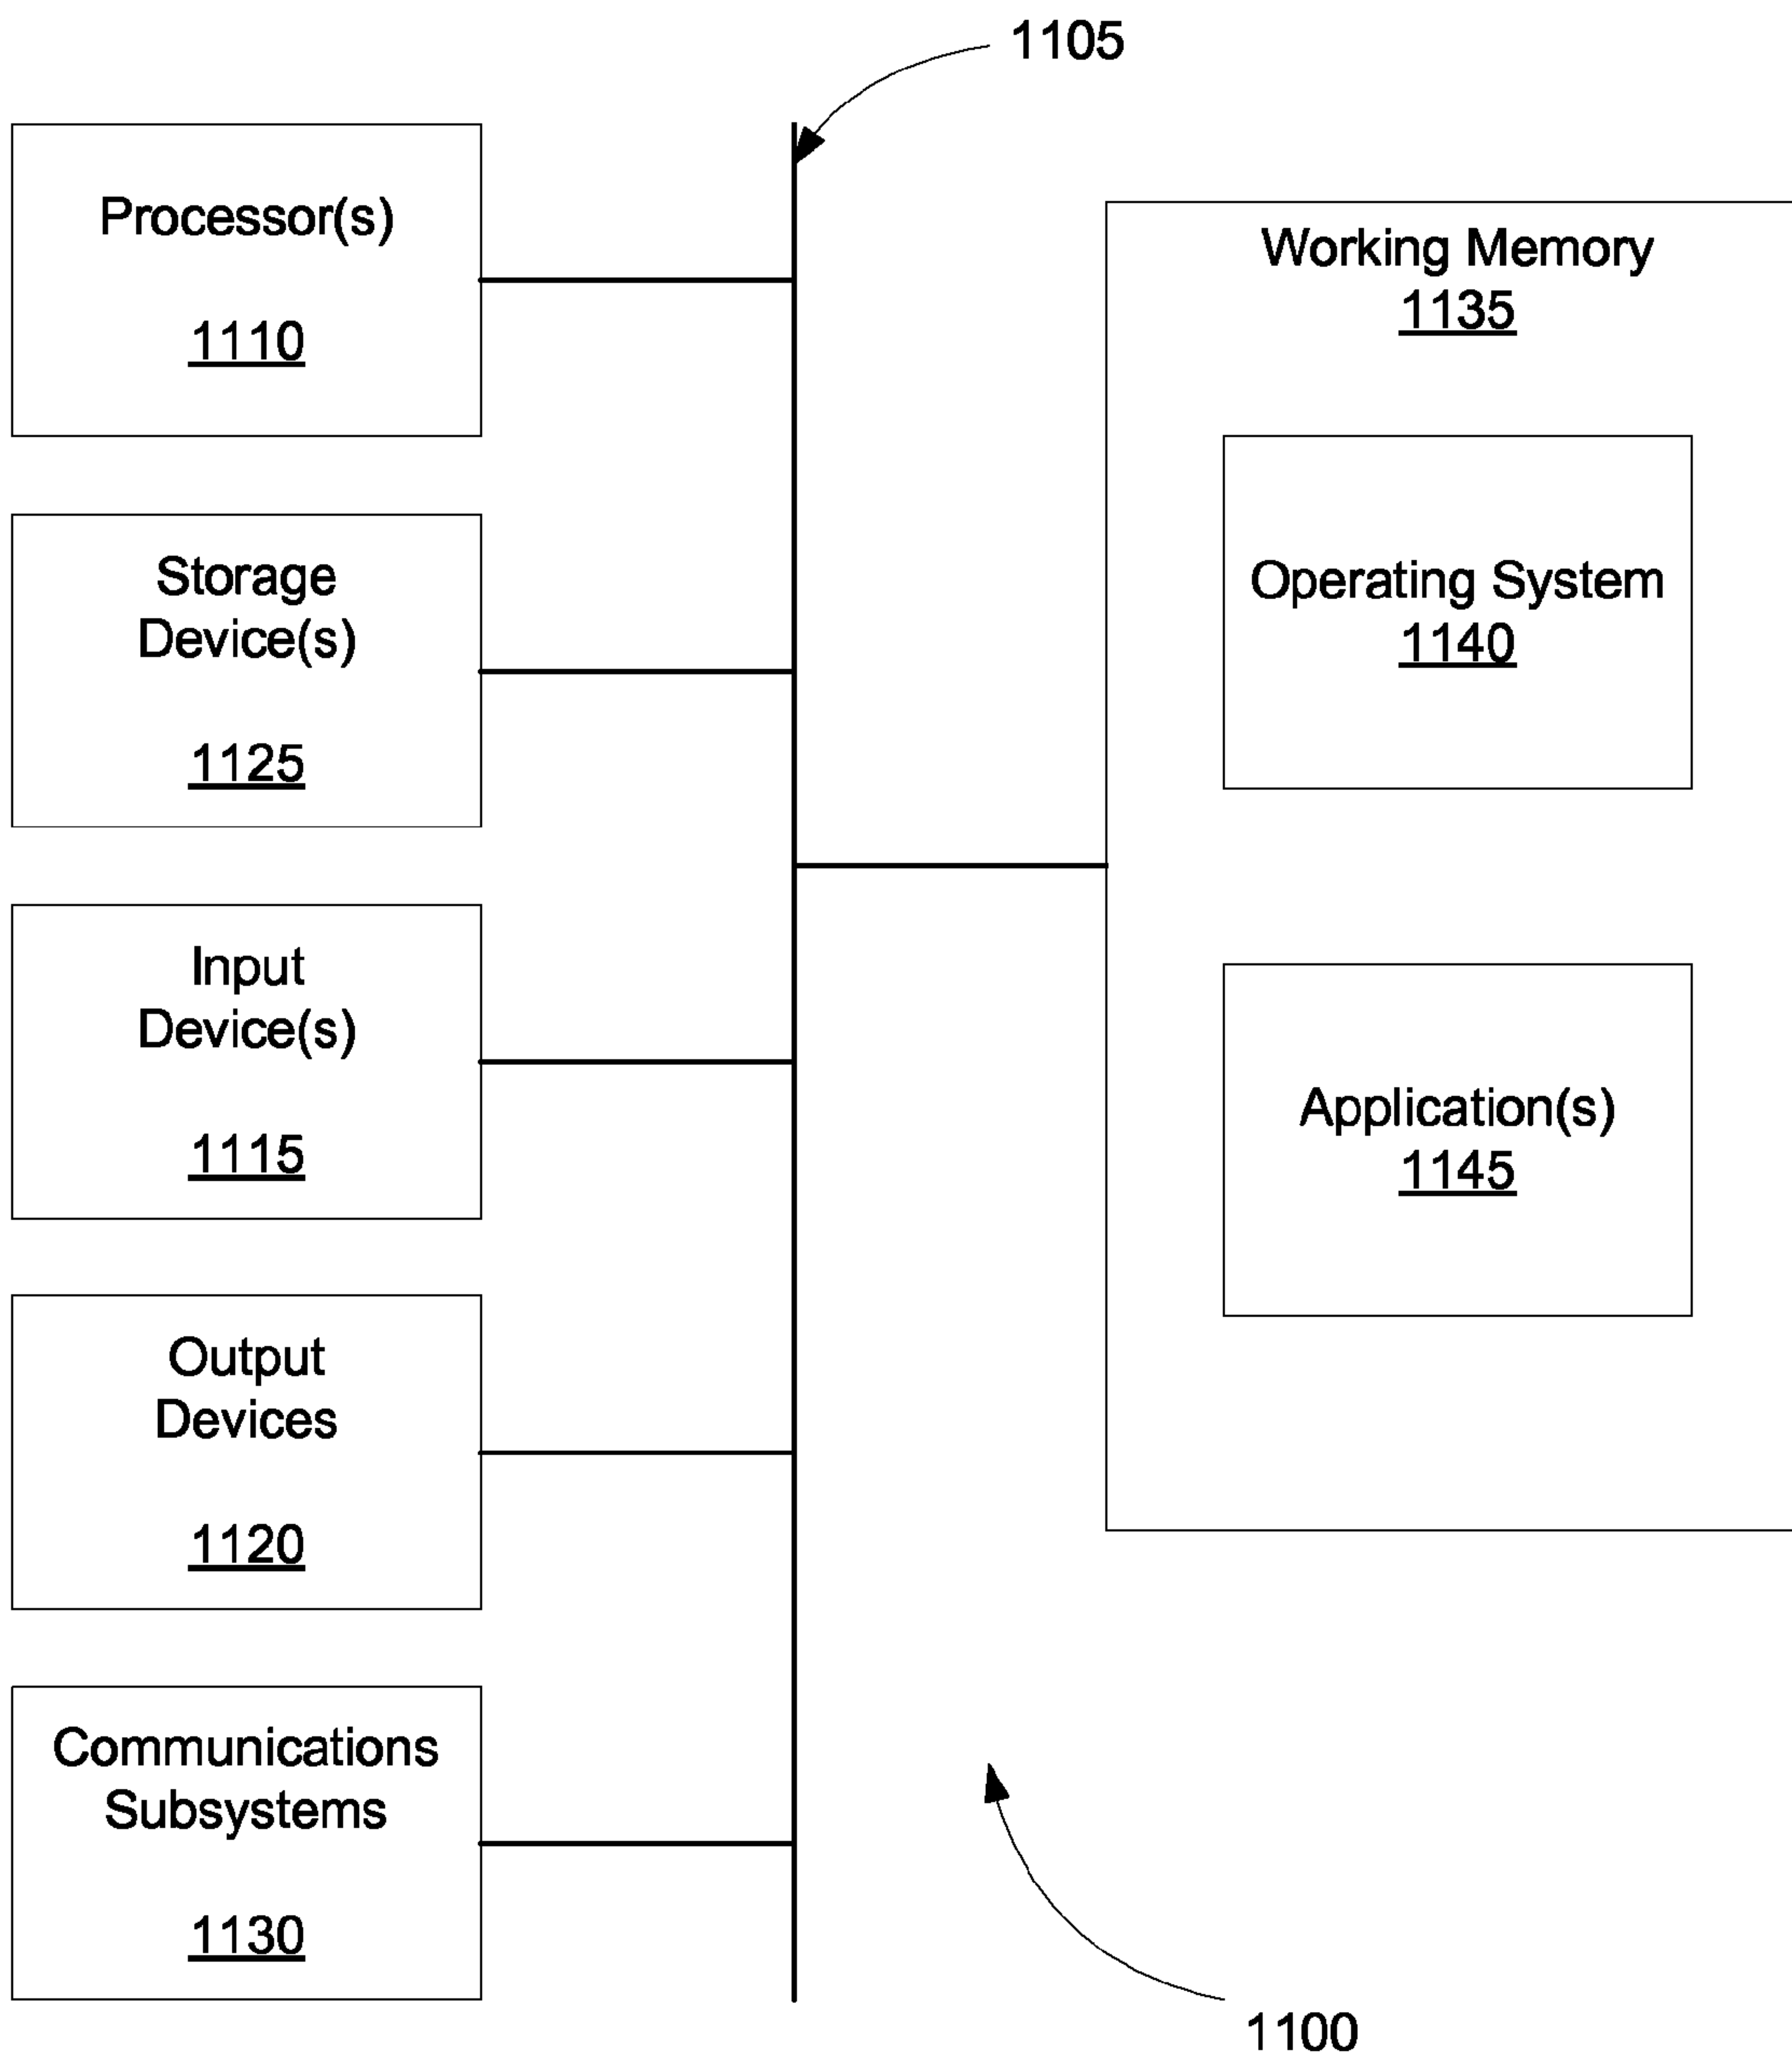 1105
Processor(s)
1110
Storage
Device(s)
1125
Input
Device(s)
1115
Output
Devices
1120
Communications
Subsystems
1130
Working Memory
1135
Operating System
1140
Application(s)
1145
1100